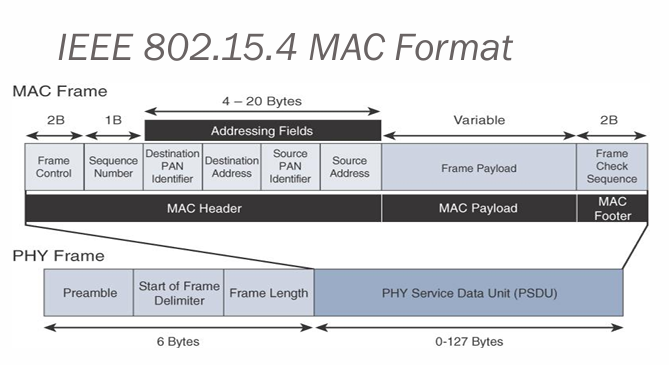 IEEE 802.15.4 MAC Format
MAC Frame
4 – 20 Bytes
2B 1B Addressing Fields Variable 2B
Frame Control
Sequence Number
Destination PAN Identifier
Destination Address
Source PAN Identifier
Source Address
Frame Payload
Frame Check Sequence
MAC Header
MAC Payload
MAC Footer
PHY Frame
Preamble
Start of Frame Delimiter
Frame Length
PHY Service Data Unit (PSDU)
6 Bytes
0-127 Bytes